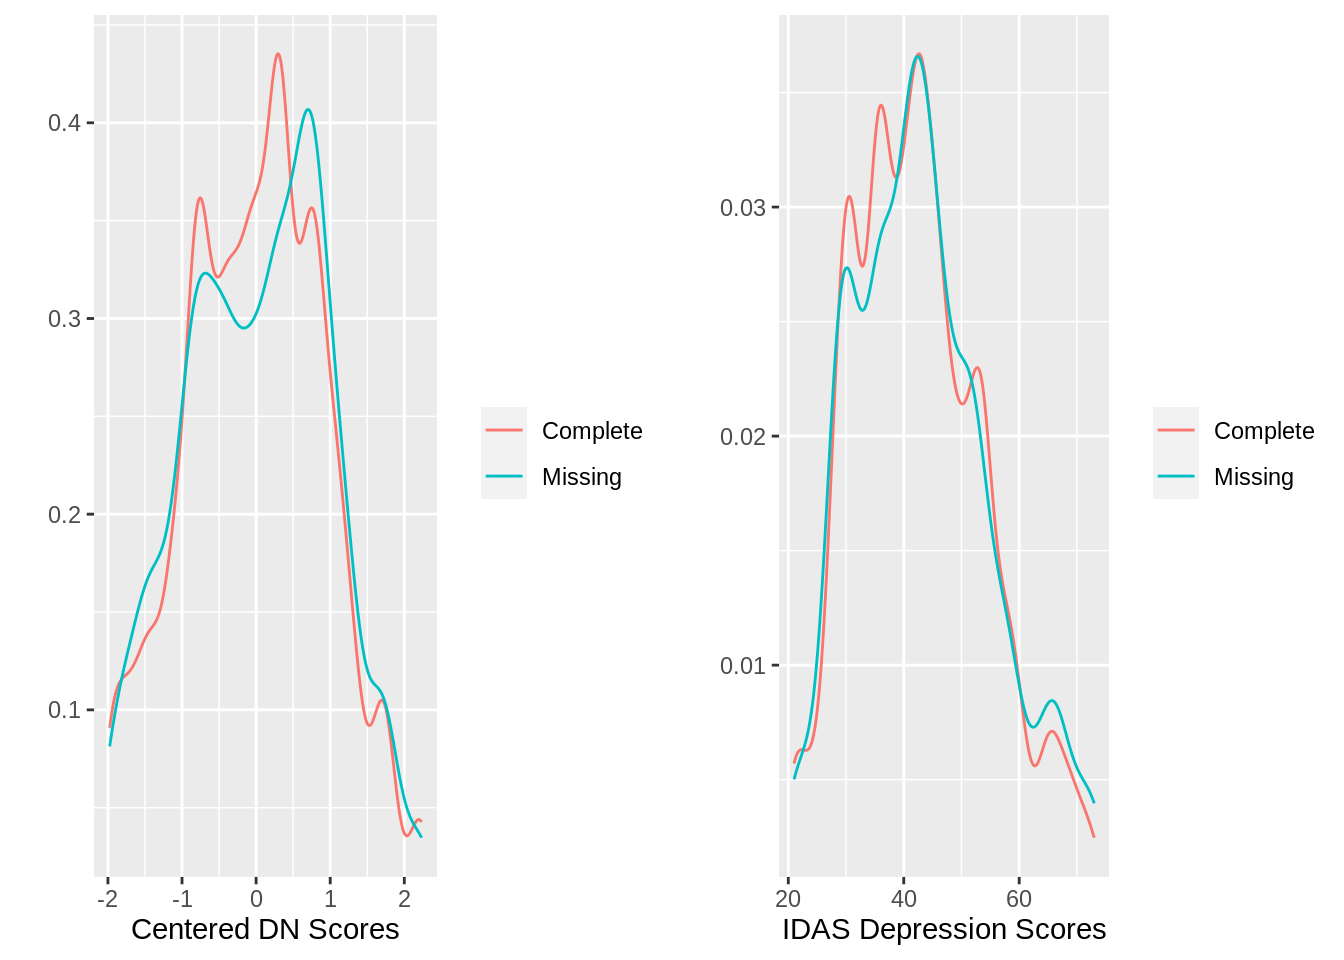 0.4
0.3
0.2
0.1
-2 -1 0 1 2
Centered DN Scores
Complete
Missing
0.03
0.02
0.01
20 40 60
IDAS Depression Scores
Complete
Missing